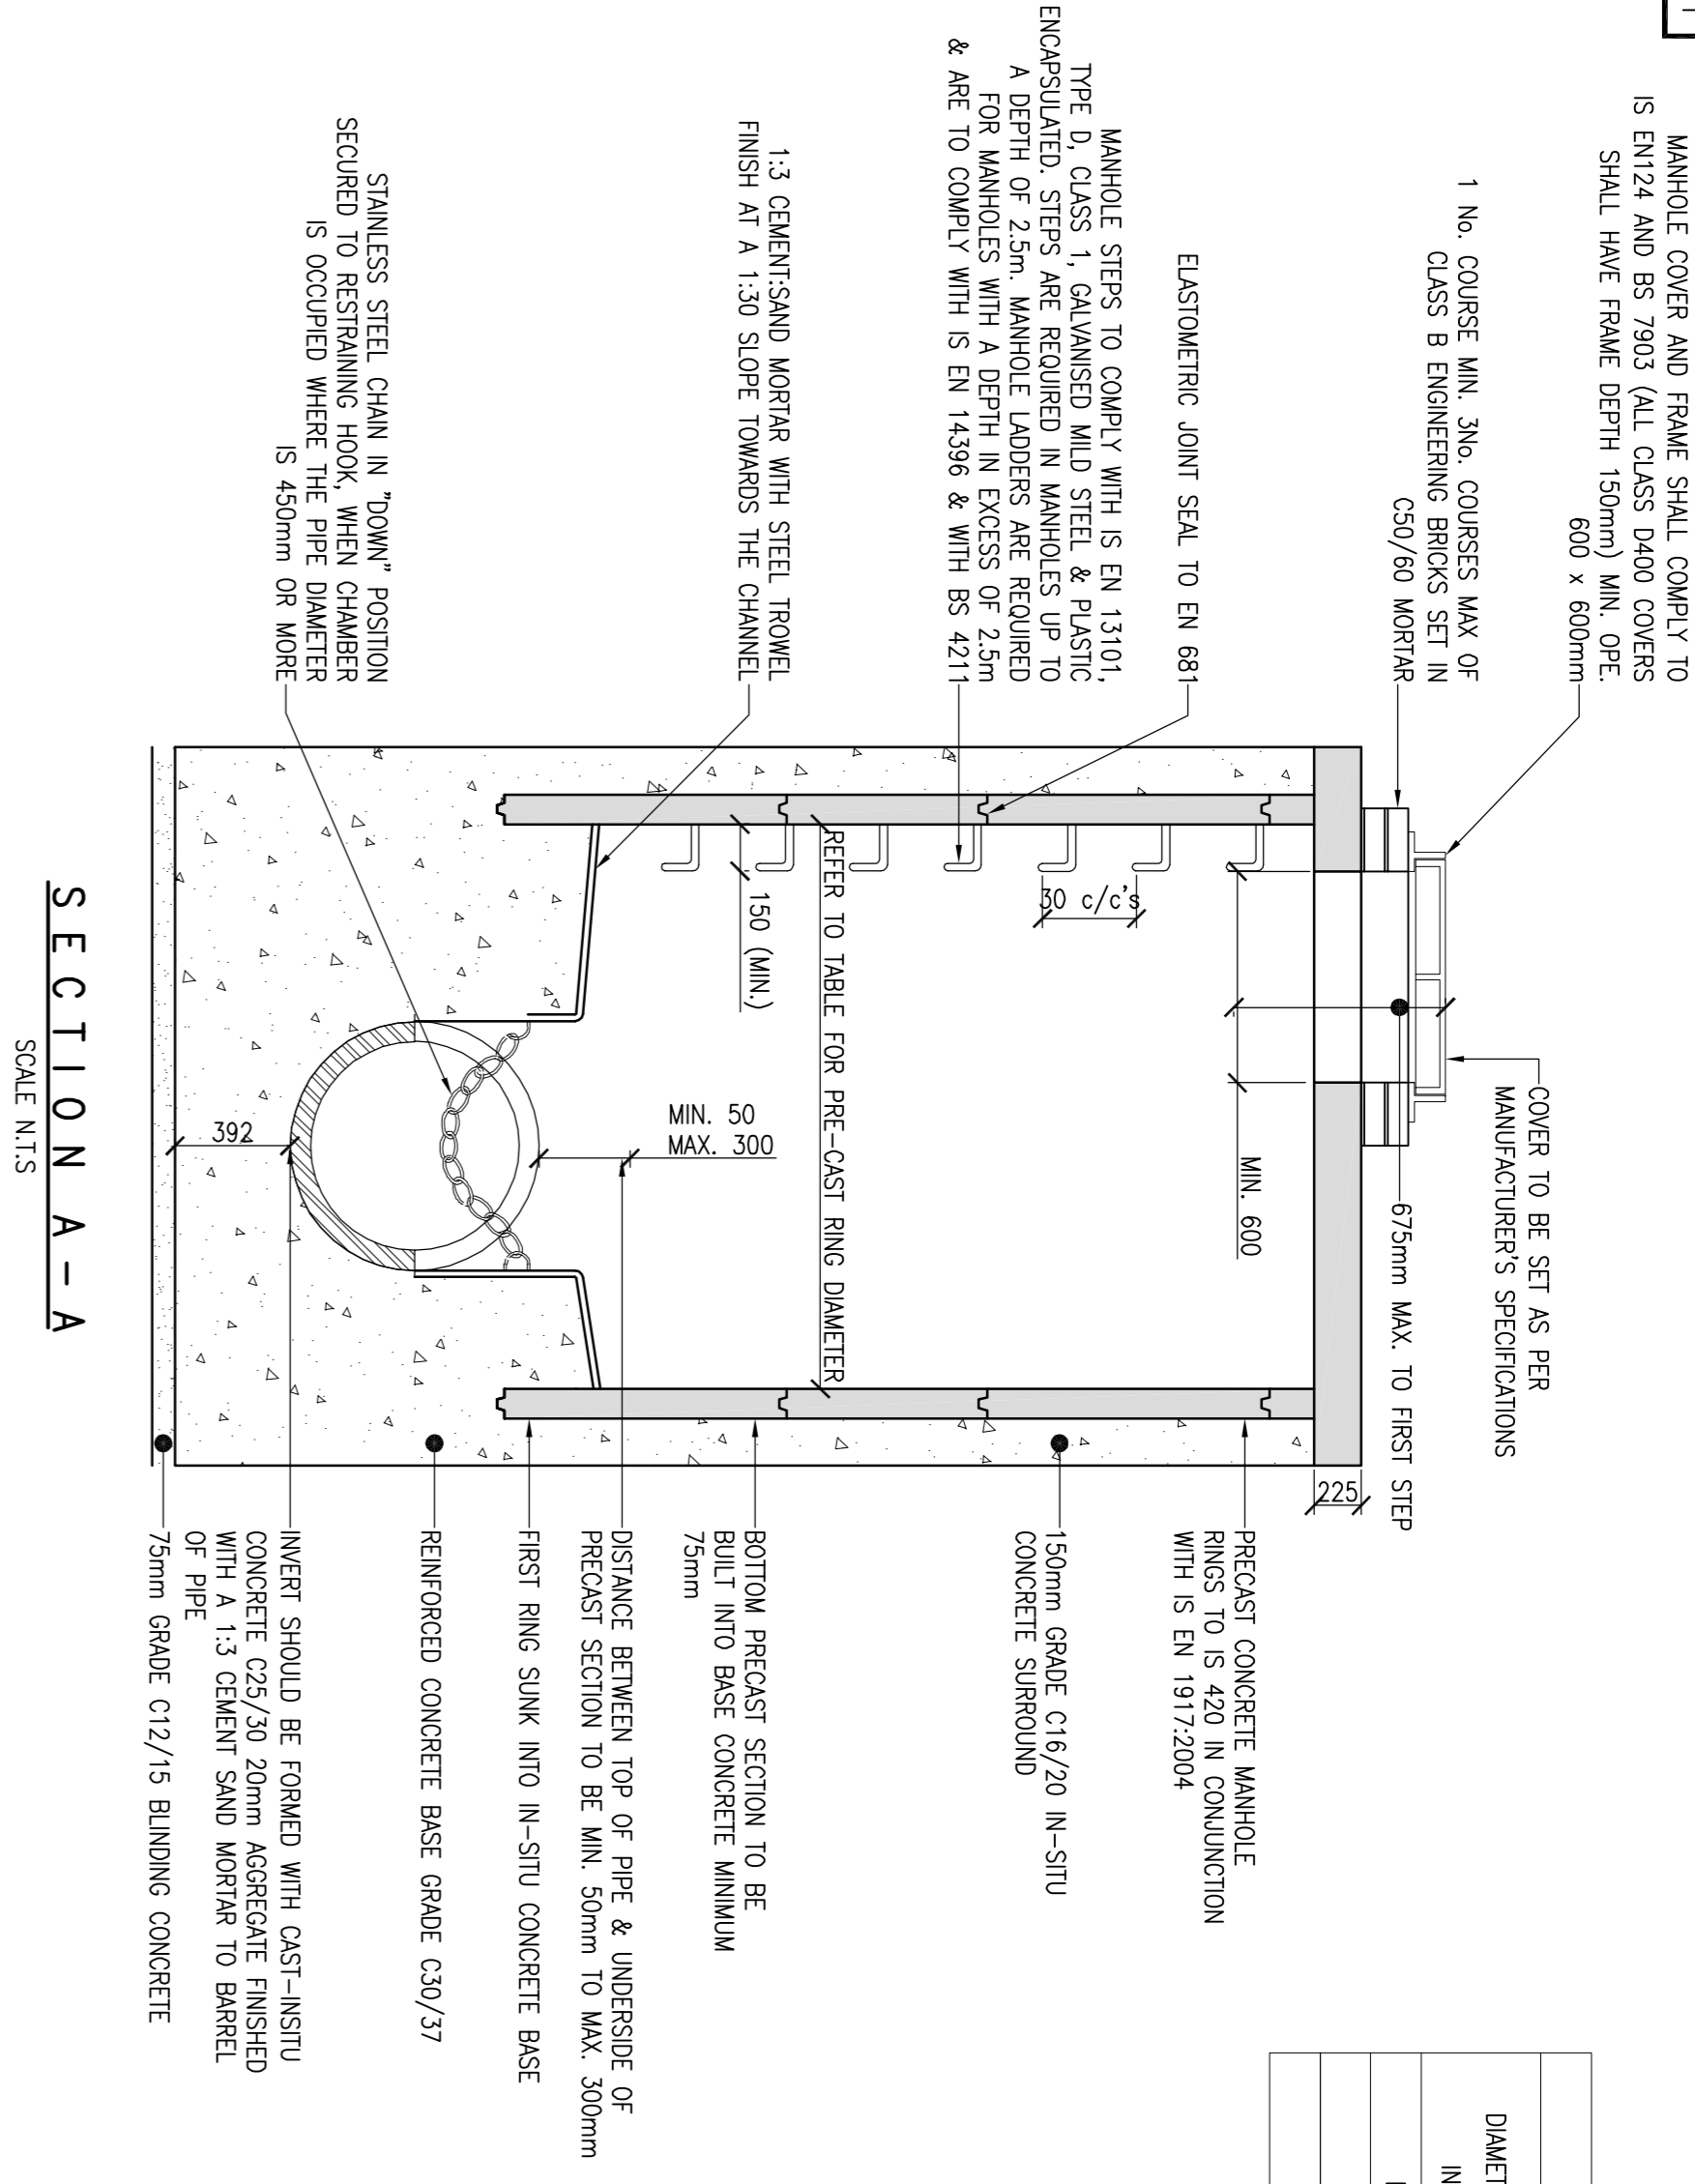 MANHOLE COVER AND FRAME SHALL COMPLY TO
IS EN124 AND BS 7903 (ALL CLASS D400 COVERS
SHALL HAVE FRAME DEPTH 150mm) MIN. OPE.
600 x 600mm
1 No. COURSE MIN. 3No. COURSES MAX OF
CLASS B ENGINEERING BRICKS SET IN
C50/60 MORTAR
ELASTOMETRIC JOINT SEAL TO EN 681
MANHOLE STEPS TO COMPLY WITH IS EN 13101,
TYPE D, CLASS 1, GALVANISED MILD STEEL & PLASTIC
ENCAPSULATED. STEPS ARE REQUIRED IN MANHOLES UP TO
A DEPTH OF 2.5m. MANHOLE LADDERS ARE REQUIRED
FOR MANHOLES WITH A DEPTH IN EXCESS OF 2.5m
& ARE TO COMPLY WITH IS EN 14396 & WITH BS 4211
1:3 CEMENT:SAND MORTAR WITH STEEL TROWEL
FINISH AT A 1:30 SLOPE TOWARDS THE CHANNEL
STAINLESS STEEL CHAIN IN "DOWN" POSITION
SECURED TO RESTRAINING HOOK, WHEN CHAMBER
IS OCCUPIED WHERE THE PIPE DIAMETER
IS 450mm OR MORE
COVER TO BE SET AS PER
MANUFACTURER'S SPECIFICATIONS
675mm MAX. TO FIRST STEP
MIN. 600
225
30 c/c's
REFER TO TABLE FOR PRE-CAST RING DIAMETER
150 (MIN.)
MIN. 50
MAX. 300
392
PRECAST CONCRETE MANHOLE
RINGS TO IS 420 IN CONJUNCTION
WITH IS EN 1917:2004
150mm GRADE C16/20 IN-SITU
CONCRETE SURROUND
BOTTOM PRECAST SECTION TO BE
BUILT INTO BASE CONCRETE MINIMUM
75mm
DISTANCE BETWEEN TOP OF PIPE & UNDERSIDE OF
PRECAST SECTION TO BE MIN. 50mm TO MAX. 300mm
FIRST RING SUNK INTO IN-SITU CONCRETE BASE
REINFORCED CONCRETE BASE GRADE C30/37
INVERT SHOULD BE FORMED WITH CAST-INSITU
CONCRETE C25/30 20mm AGGREGATE FINISHED
WITH A 1:3 CEMENT SAND MORTAR TO BARREL
OF PIPE
75mm GRADE C12/15 BLINDING CONCRETE
SECTION A-A
SCALE N.T.S
DIAMET
IN